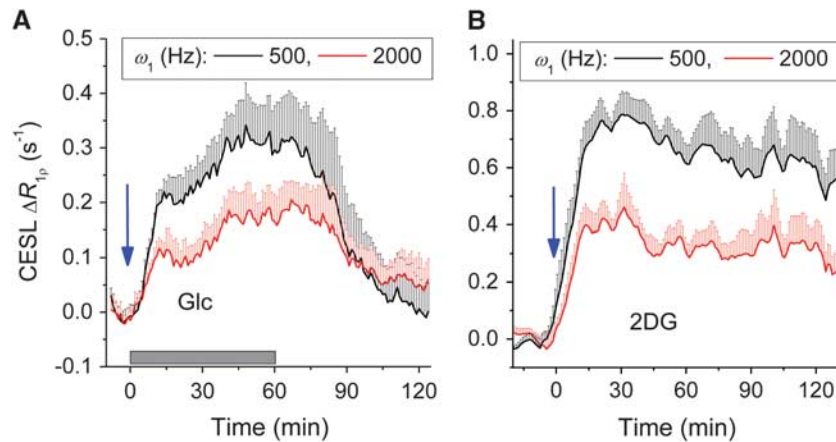 A
ω1 (Hz): 500, 2000
CESL ΔR1ρ (s-1)
0.5
0.4
0.3
0.2
0.1
0.0
-0.1
Glc
0 30 60 90 120
Time (min)
B
ω1 (Hz): 500, 2000
1.0
0.8
0.6
0.4
0.2
0.0
2DG
0 30 60 90 120
Time (min)